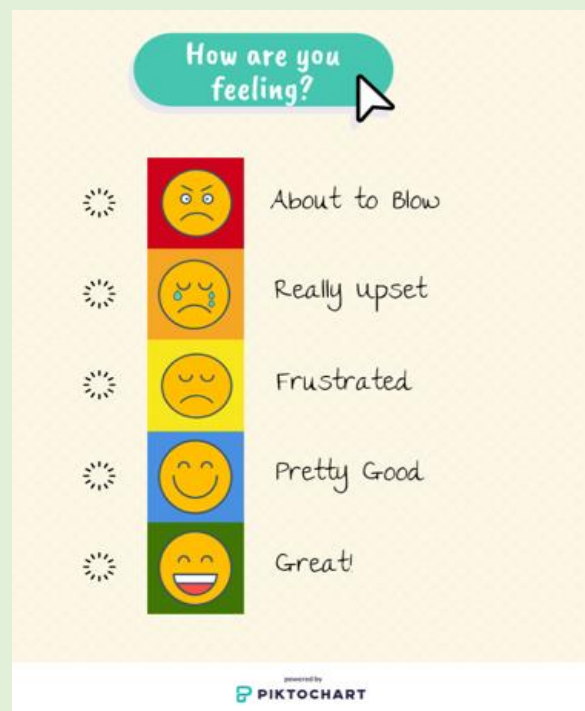 How are you
feeling?
About to Blow
Really upset
Frustrated
Pretty Good
Great!
powered by
PIKTOCHART